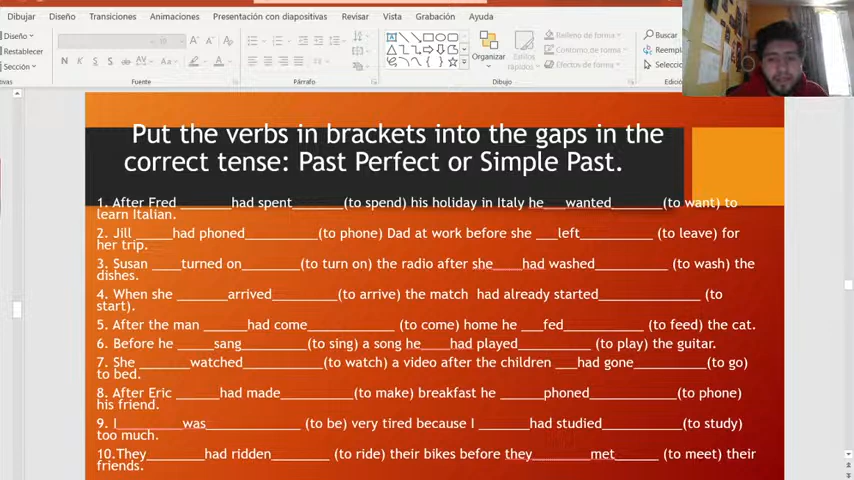 Dibujar Diseño Transiciones Animaciones Presentación con diapositivas Revisar Vista Grabación Ayuda
Diseño
Restablecer
Sección
Fuente Párrafo Dibujo
Organizar Estilos rápidos
Relleno de forma
Contorno de forma
Efectos de forma
Buscar
Put the verbs in brackets into the gaps in the
correct tense: Past Perfect or Simple Past.
1. After Fred _______had spent_______(to spend) his holiday in Italy he___wanted_______(to want) to
learn Italian.
2. Jill _____had phoned__________(to phone) Dad at work before she ___left__________ (to leave) for
her trip.
3. Susan ____turned on________(to turn on) the radio after she____had washed__________ (to wash) the
dishes.
4. When she _______arrived_________(to arrive) the match had already started______________ (to
start).
5. After the man ______had come____________ (to come) home he ___fed___________ (to feed) the cat.
6. Before he _____sang_________(to sing) a song he____had played__________(to play) the guitar.
7. She _______watched___________(to watch) a video after the children ___had gone__________(to go)
to bed.
8. After Eric ______had made___________(to make) breakfast he ______phoned___________(to phone)
his friend.
9. I_________was_____________ (to be) very tired because I _______had studied___________(to study)
too much.
10.They________had ridden________ (to ride) their bikes before they________met______ (to meet) their
friends.